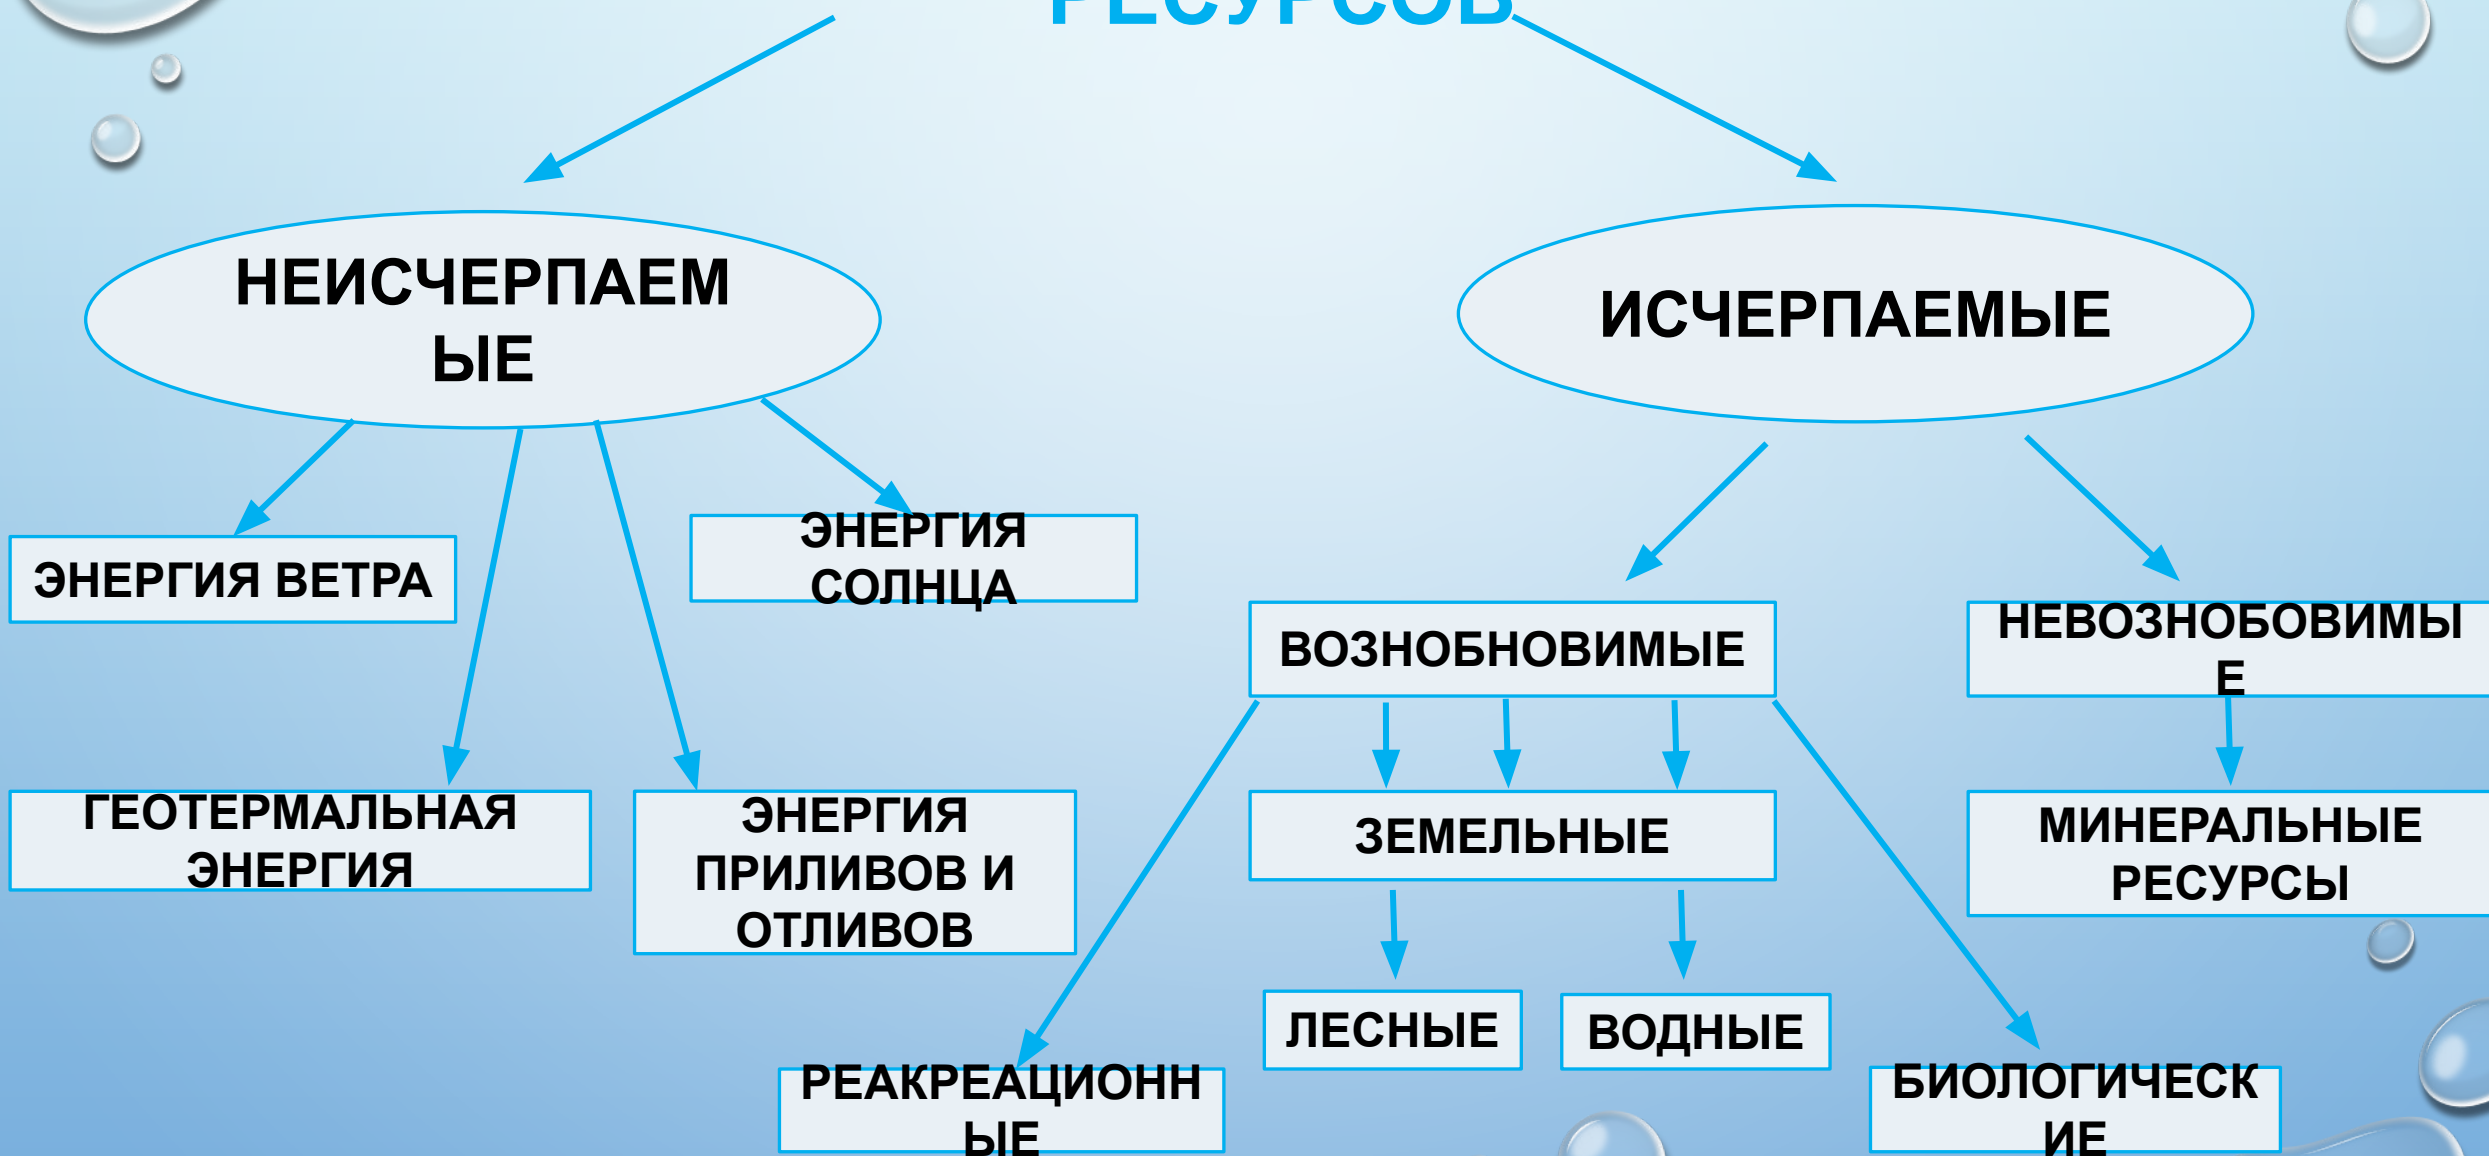 РЕСУРСОВ
НЕИСЧЕРПАЕМ
ЫЕ
ИСЧЕРПАЕМЫЕ
ЭНЕРГИЯ ВЕТРА
ЭНЕРГИЯ
СОЛНЦА
ВОЗНОБНОВИМЫЕ
НЕВОЗНОБОВИМЫ
Е
ГЕОТЕРМАЛЬНАЯ
ЭНЕРГИЯ
ЭНЕРГИЯ
ПРИЛИВОВ И
ОТЛИВОВ
ЗЕМЕЛЬНЫЕ
МИНЕРАЛЬНЫЕ
РЕСУРСЫ
ЛЕСНЫЕ
ВОДНЫЕ
РЕАКРЕАЦИОНН
ЫЕ
БИОЛОГИЧЕСК
ИЕ